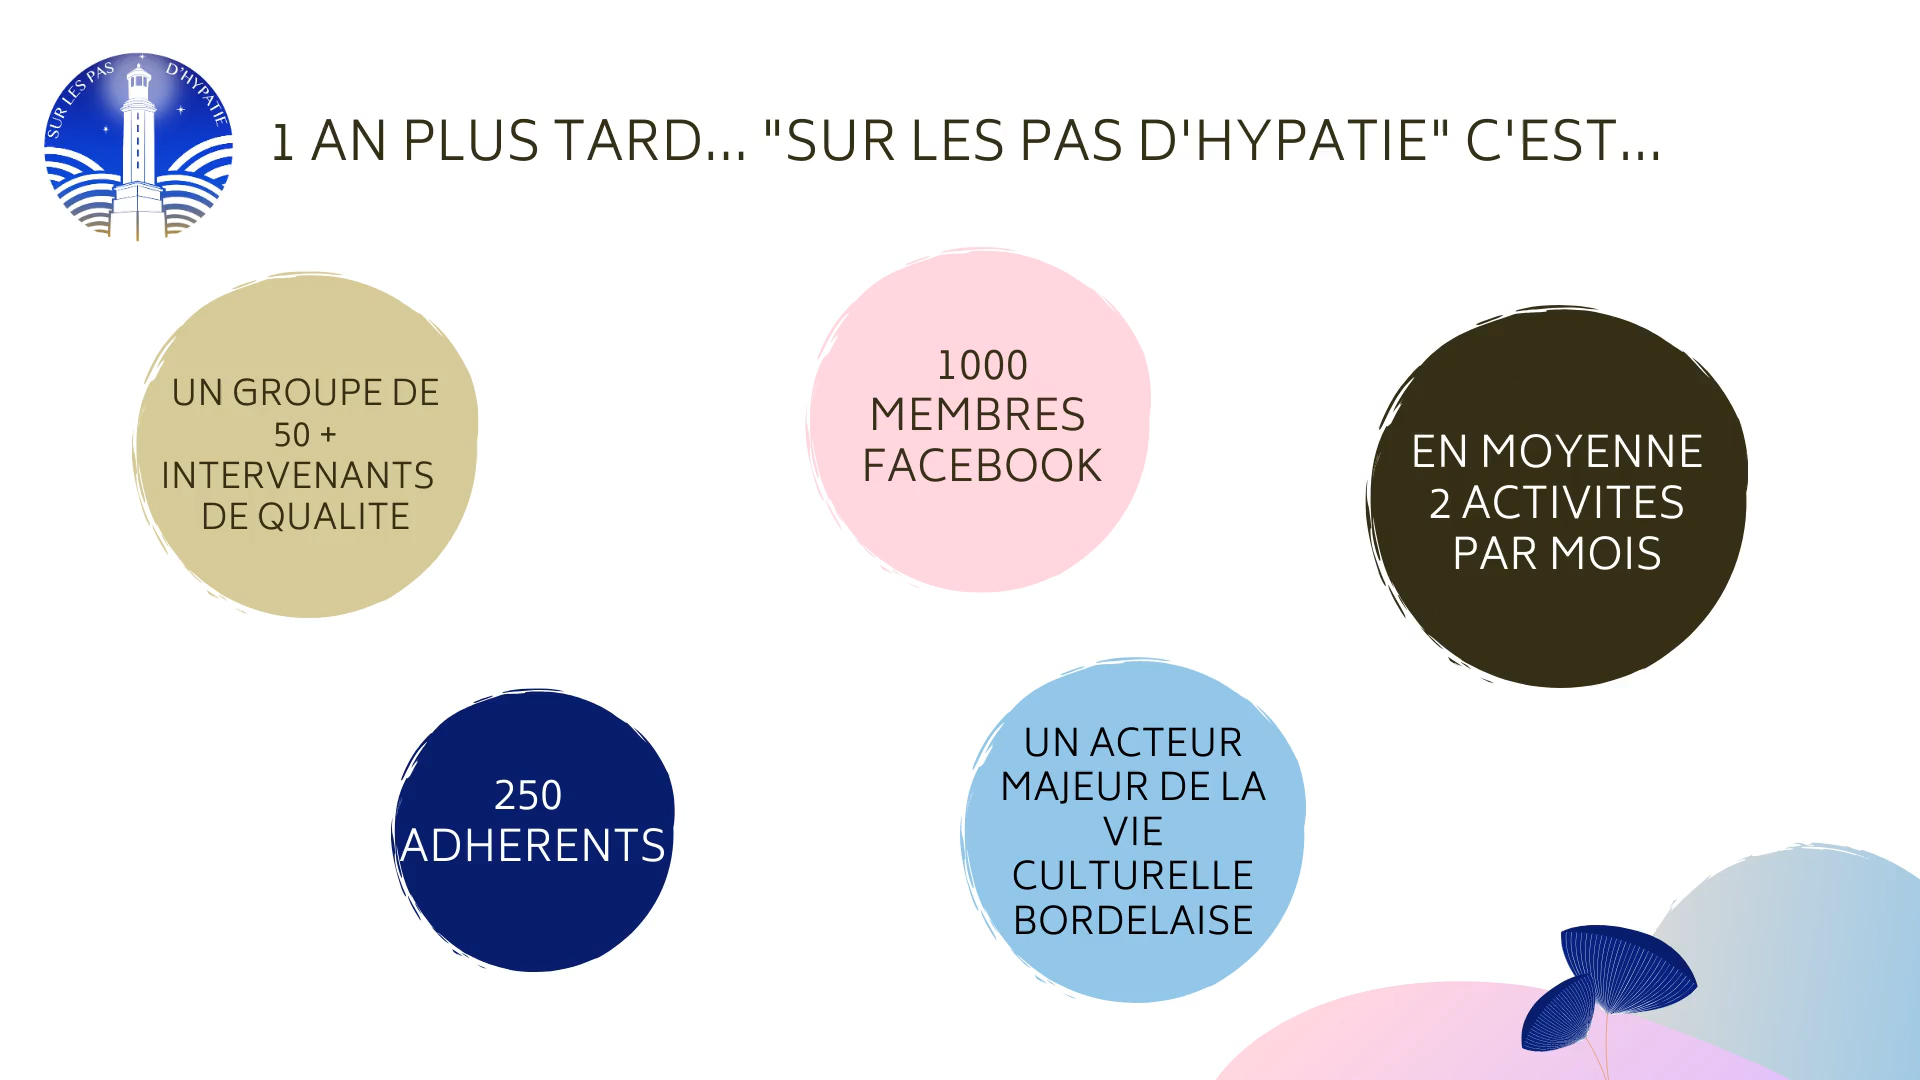 SUR LES PAS D'HYPATIE
1 AN PLUS TARD... "SUR LES PAS D'HYPATIE" C'EST...
UN GROUPE DE
50 +
INTERVENANTS
DE QUALITE
1000
MEMBRES
FACEBOOK
EN MOYENNE
2 ACTIVITES
PAR MOIS
250
ADHERENTS
UN ACTEUR
MAJEUR DE LA
VIE
CULTURELLE
BORDELAISE